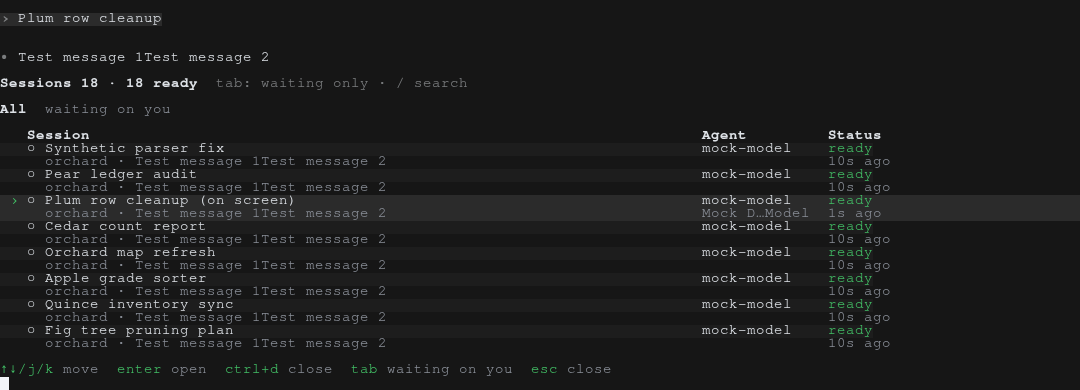 › Plum row cleanup
• Test message 1Test message 2
Sessions 18 · 18 ready  tab: waiting only · / search
All  waiting on you
Session  Agent  Status
○ Synthetic parser fix  mock-model  ready
orchard · Test message 1Test message 2  10s ago
○ Pear ledger audit  mock-model  ready
orchard · Test message 1Test message 2  10s ago
› ○ Plum row cleanup (on screen)  mock-model  ready
orchard · Test message 1Test message 2  Mock D…Model  1s ago
○ Cedar count report  mock-model  ready
orchard · Test message 1Test message 2  10s ago
○ Orchard map refresh  mock-model  ready
orchard · Test message 1Test message 2  10s ago
○ Apple grade sorter  mock-model  ready
orchard · Test message 1Test message 2  10s ago
○ Quince inventory sync  mock-model  ready
orchard · Test message 1Test message 2  10s ago
○ Fig tree pruning plan  mock-model  ready
orchard · Test message 1Test message 2  10s ago
↑↓/j/k move  enter open  ctrl+d close  tab waiting on you  esc close